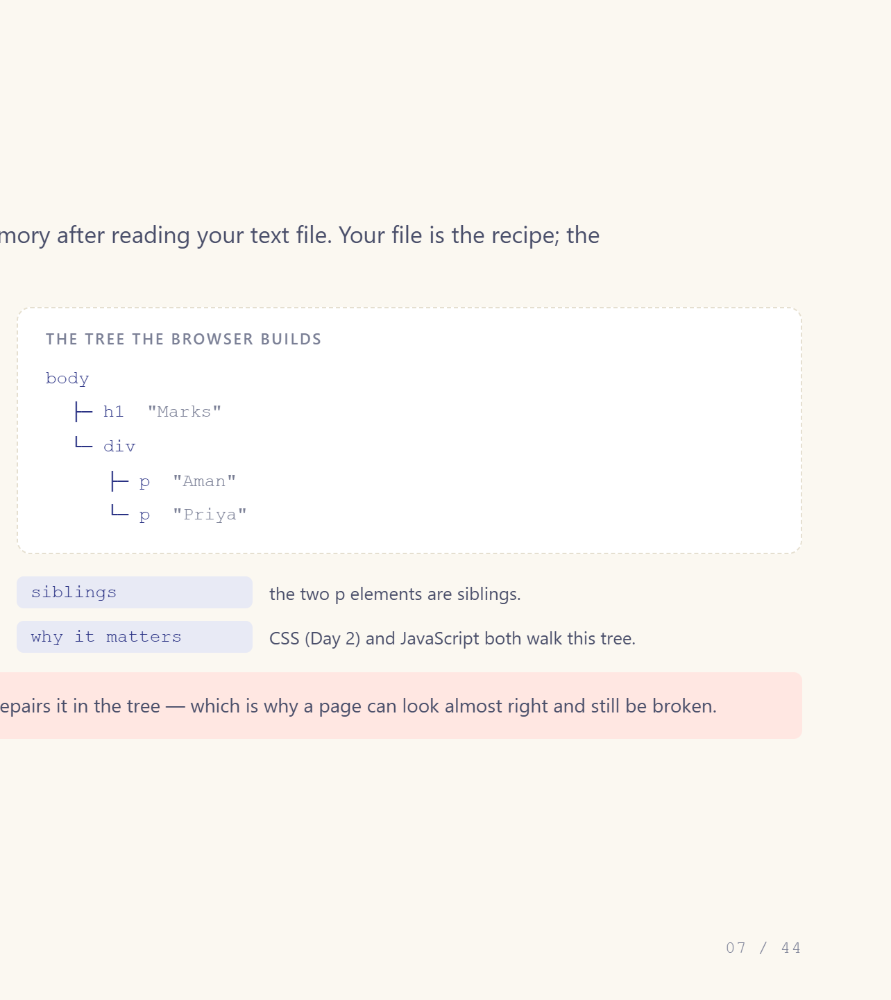 mory after reading your text file. Your file is the recipe; the
THE TREE THE BROWSER BUILDS
body
├─ h1 "Marks"
└─ div
├─ p "Aman"
└─ p "Priya"
siblings the two p elements are siblings.
why it matters CSS (Day 2) and JavaScript both walk this tree.
epairs it in the tree — which is why a page can look almost right and still be broken.
07 / 44